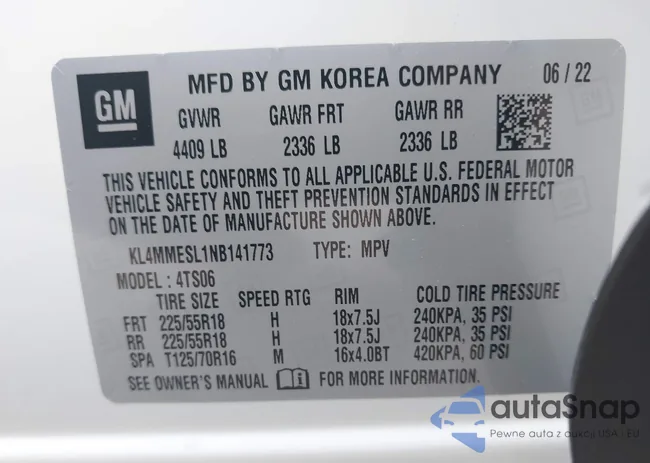 GM
MFD BY GM KOREA COMPANY 06 / 22
GVWR GAWR FRT GAWR RR
4409 LB 2336 LB 2336 LB
THIS VEHICLE CONFORMS TO ALL APPLICABLE U.S. FEDERAL MOTOR
VEHICLE SAFETY AND THEFT PREVENTION STANDARDS IN EFFECT
ON THE DATE OF MANUFACTURE SHOWN ABOVE.
KL4MMESL1NB141773 TYPE: MPV
MODEL : 4TS06
TIRE SIZE SPEED RTG RIM COLD TIRE PRESSURE
FRT 225/55R18 H 18x7.5J 240KPA, 35 PSI
RR 225/55R18 H 18x7.5J 240KPA, 35 PSI
SPA T125/70R16 M 16x4.0BT 420KPA, 60 PSI
SEE OWNER'S MANUAL FOR MORE INFORMATION.
autaSnap
Pewne auta z aukcji USA i EU